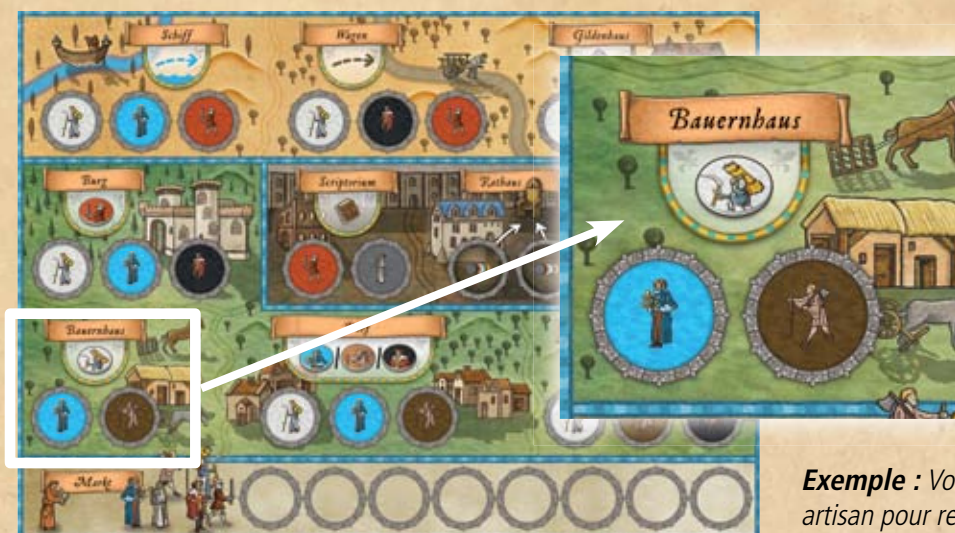 Schiff
Wagen
Gildenhaus
Burg
Scriptorium
Rathaus
Bauernhaus
Markt
Bauernhaus
Exemple : Vo
artisan pour re